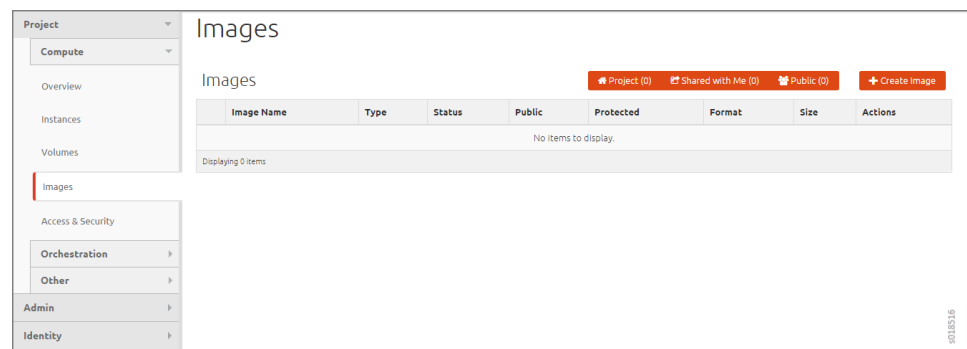 Project
Compute
Overview
Instances
Volumes
Images
Access & Security
Orchestration
Other
Admin
Identity
Images
Images
Project (0) Shared with Me (0) Public (0) Create Image
Image Name Type Status Public Protected Format Size Actions
No items to display.
Displaying 0 items
s018516